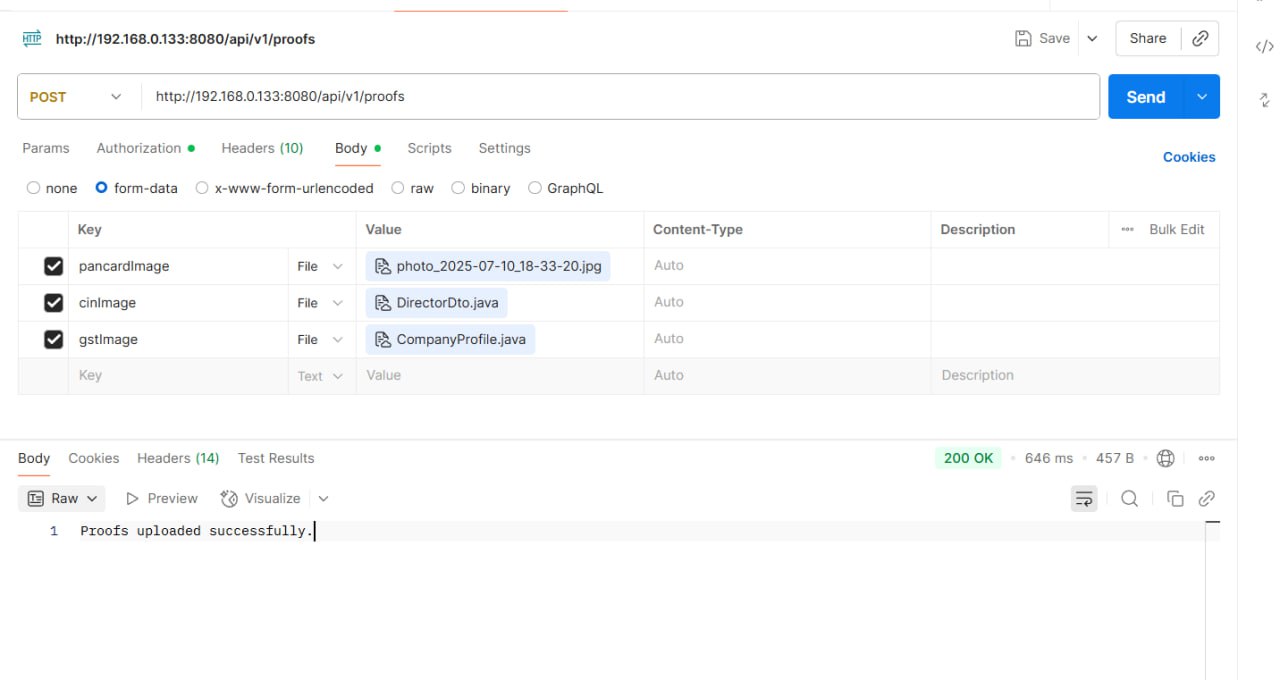 HTTP http://192.168.0.133:8080/api/v1/proofs Save Share
POST http://192.168.0.133:8080/api/v1/proofs Send
Params Authorization Headers (10) Body Scripts Settings
Cookies
none form-data x-www-form-urlencoded raw binary GraphQL
Key Value Content-Type Description Bulk Edit
pancardImage File photo_2025-07-10_18-33-20.jpg Auto
cinImage File DirectorDto.java Auto
gstImage File CompanyProfile.java Auto
Key Text Value Auto Description
Body Cookies Headers (14) Test Results 200 OK 646 ms 457 B
Raw Preview Visualize
1 Proofs uploaded successfully.